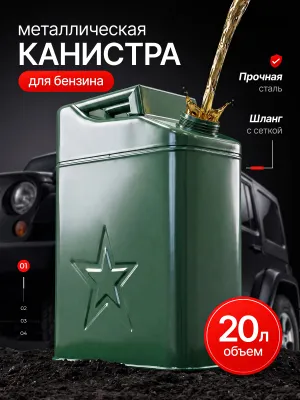 металлическая
КАНИСТРА
для бензина
Прочная
сталь
Шланг
с сеткой
01
02
03
04
20л
объем